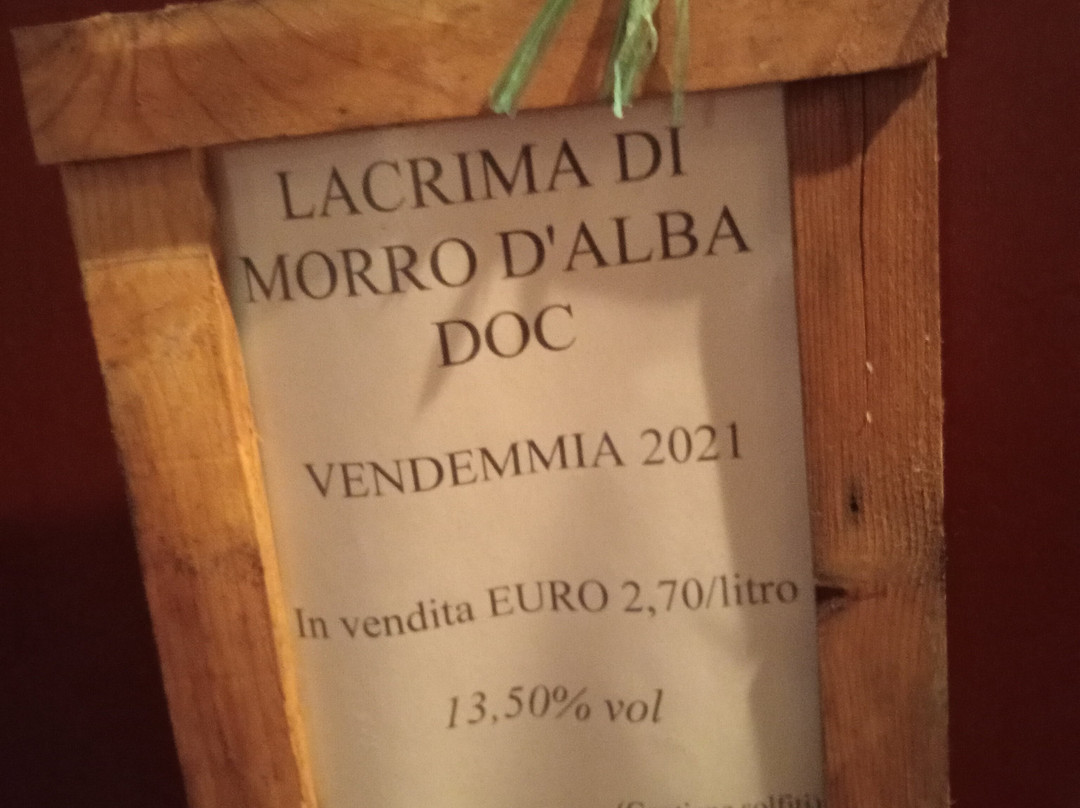 LACRIMA DI
MORRO D'ALBA
DOC
VENDEMMIA 2021
In vendita EURO 2,70/litro
13,50% vol